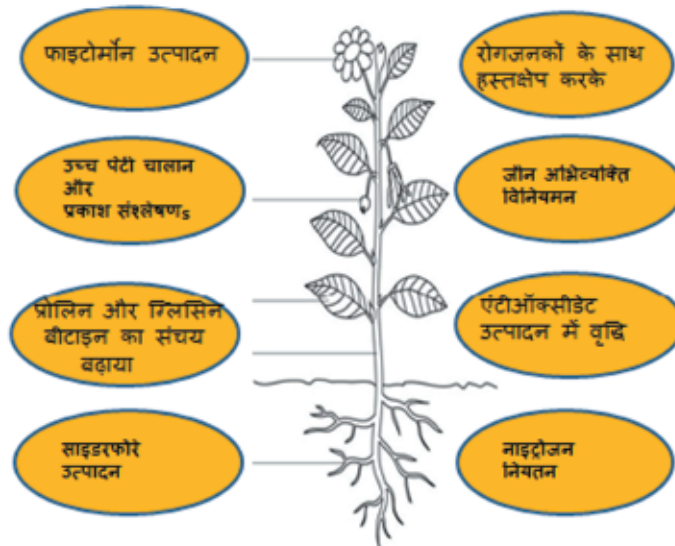 फाइटोर्मोन उत्पादन
रोगजनकों के साथ
हस्तक्षेप करके
उच्च पेटी चालान
और
प्रकाश संश्लेषणs
जीन अभिव्यक्ति
विनियमन
प्रोलिन और ग्लिसिन
बीटाइन का संचय
बढ़ाया
एंटीऑक्सीडेट
उत्पादन में वृद्धि
साइडरफोरे
उत्पादन
नाइट्रोजन
नियतन